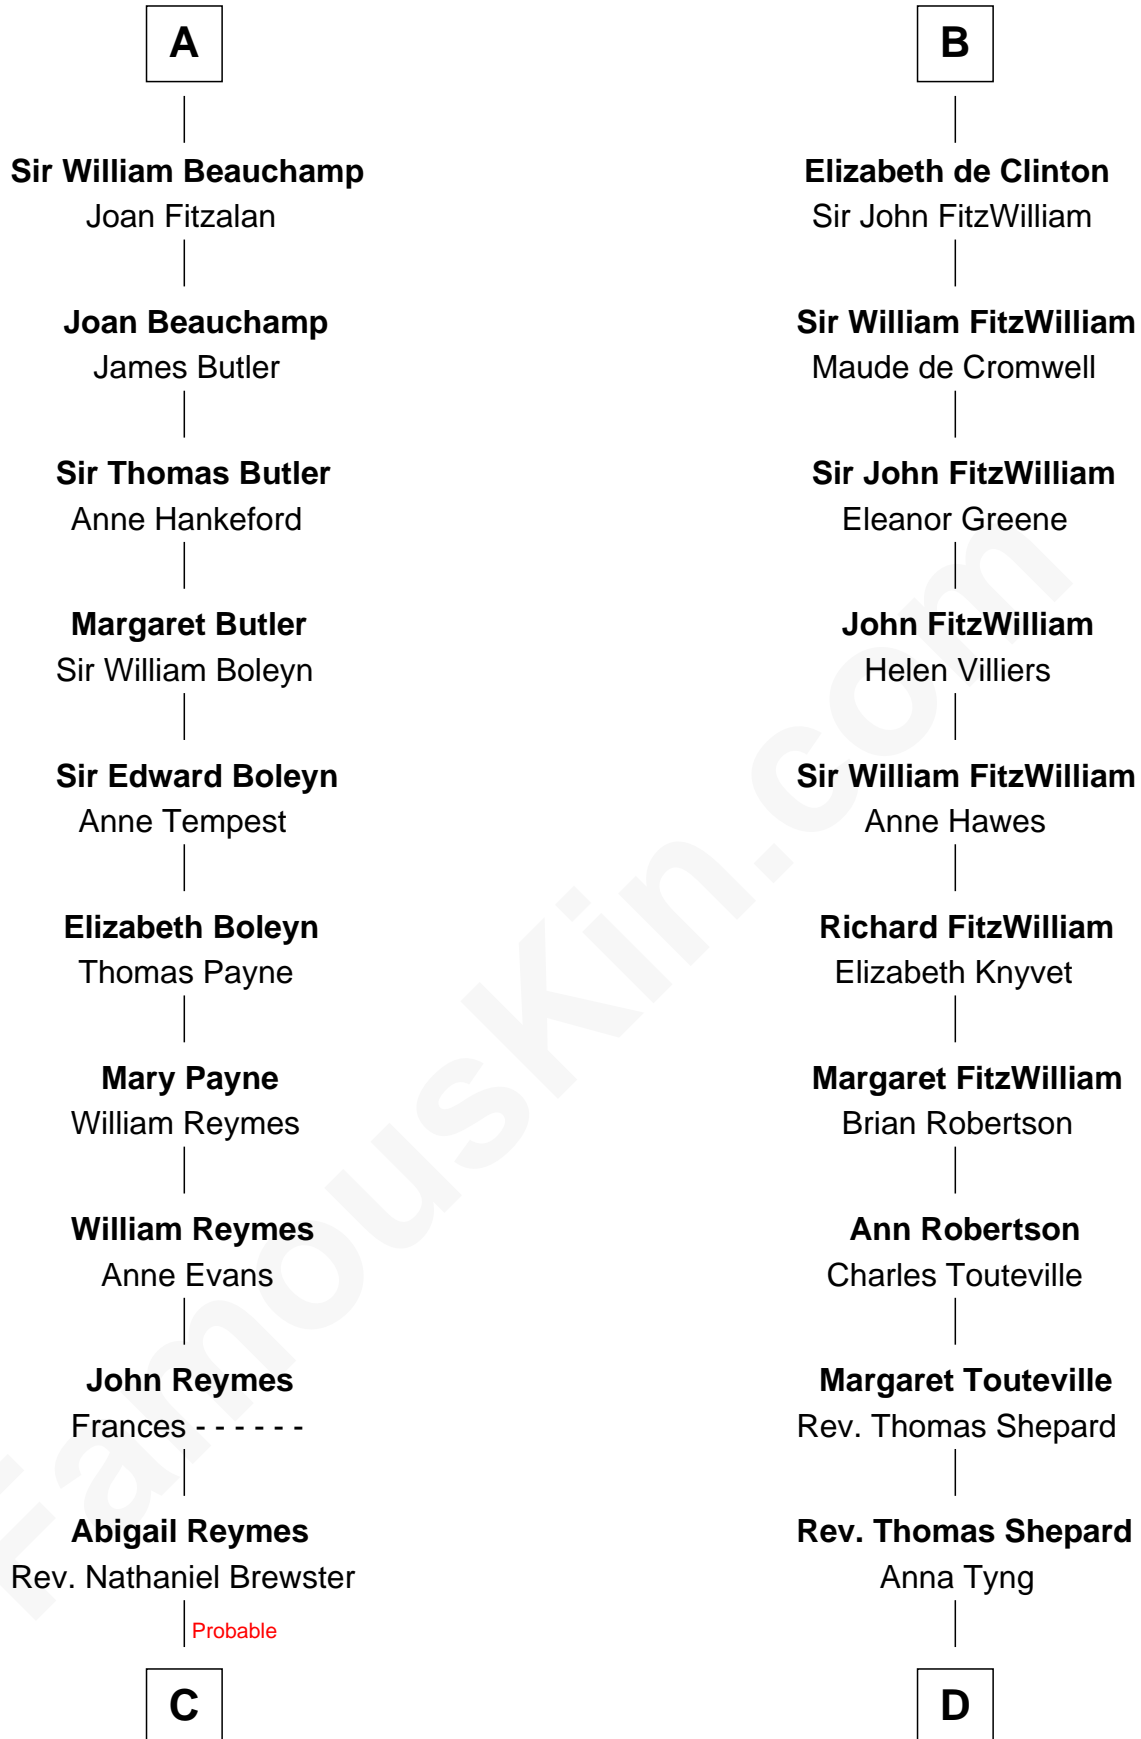 A
Sir William Beauchamp
Joan Fitzalan
Joan Beauchamp
James Butler
Sir Thomas Butler
Anne Hankeford
Margaret Butler
Sir William Boleyn
Sir Edward Boleyn
Anne Tempest
Elizabeth Boleyn
Thomas Payne
Mary Payne
William Reymes
William Reymes
Anne Evans
John Reymes
Frances - - - - - -
Abigail Reymes
Rev. Nathaniel Brewster
Probable
C
B
Elizabeth de Clinton
Sir John FitzWilliam
Sir William FitzWilliam
Maude de Cromwell
Sir John FitzWilliam
Eleanor Greene
John FitzWilliam
Helen Villiers
Sir William FitzWilliam
Anne Hawes
Richard FitzWilliam
Elizabeth Knyvet
Margaret FitzWilliam
Brian Robertson
Ann Robertson
Charles Touteville
Margaret Touteville
Rev. Thomas Shepard
Rev. Thomas Shepard
Anna Tyng
D
FamousKin.com